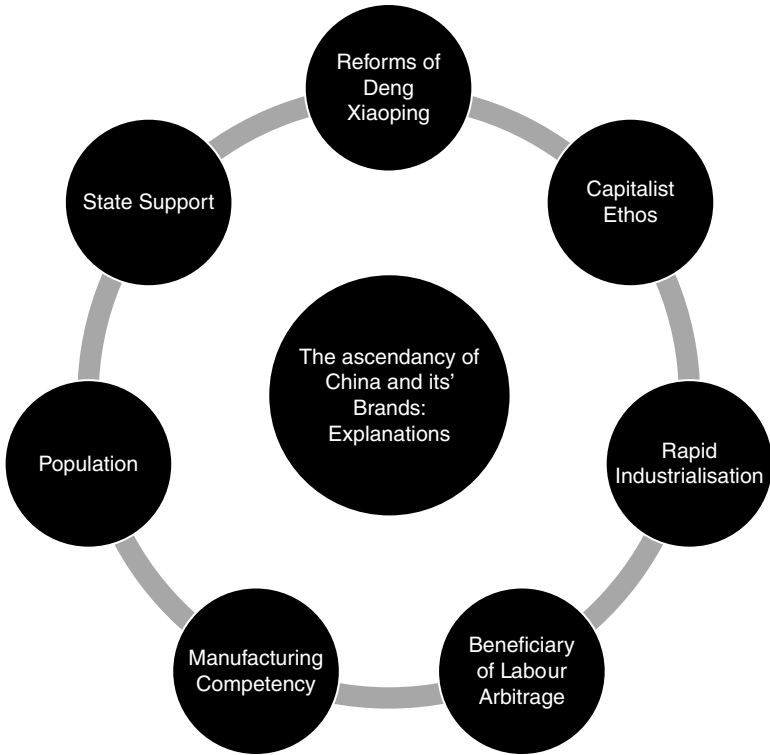 Reforms of
Deng
Xiaoping
Capitalist
Ethos
Rapid
Industrialisation
Beneficiary
of Labour
Arbitrage
Manufacturing
Competency
Population
State Support
The ascendancy of
China and its’
Brands:
Explanations